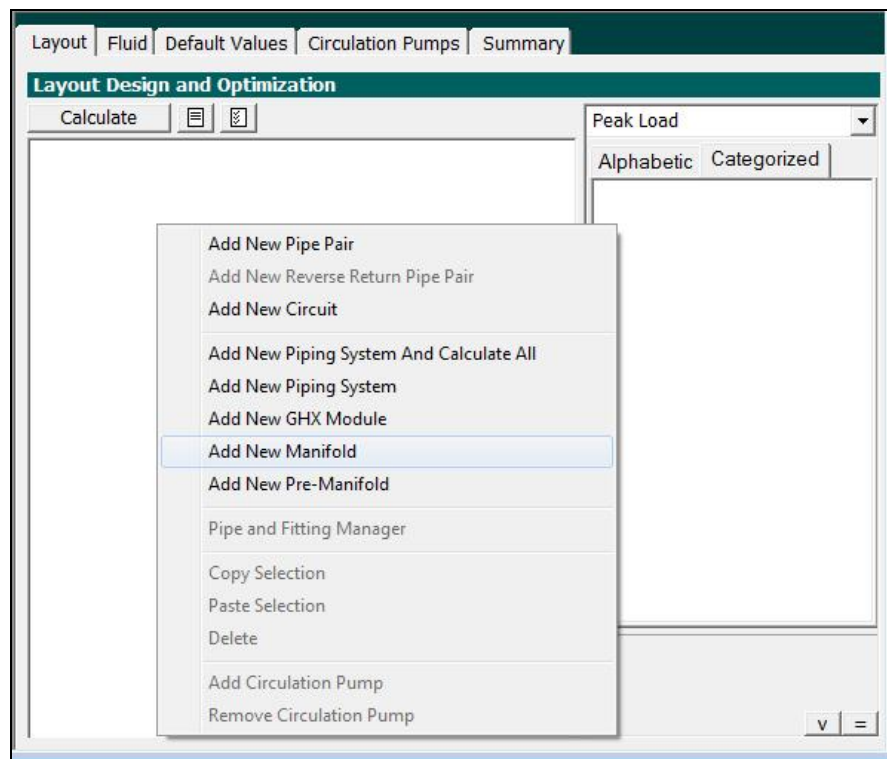 Layout Fluid Default Values Circulation Pumps Summary
Layout Design and Optimization
Calculate
Peak Load
Alphabetic Categorized
Add New Pipe Pair
Add New Reverse Return Pipe Pair
Add New Circuit
Add New Piping System And Calculate All
Add New Piping System
Add New GHX Module
Add New Manifold
Add New Pre-Manifold
Pipe and Fitting Manager
Copy Selection
Paste Selection
Delete
Add Circulation Pump
Remove Circulation Pump
v =